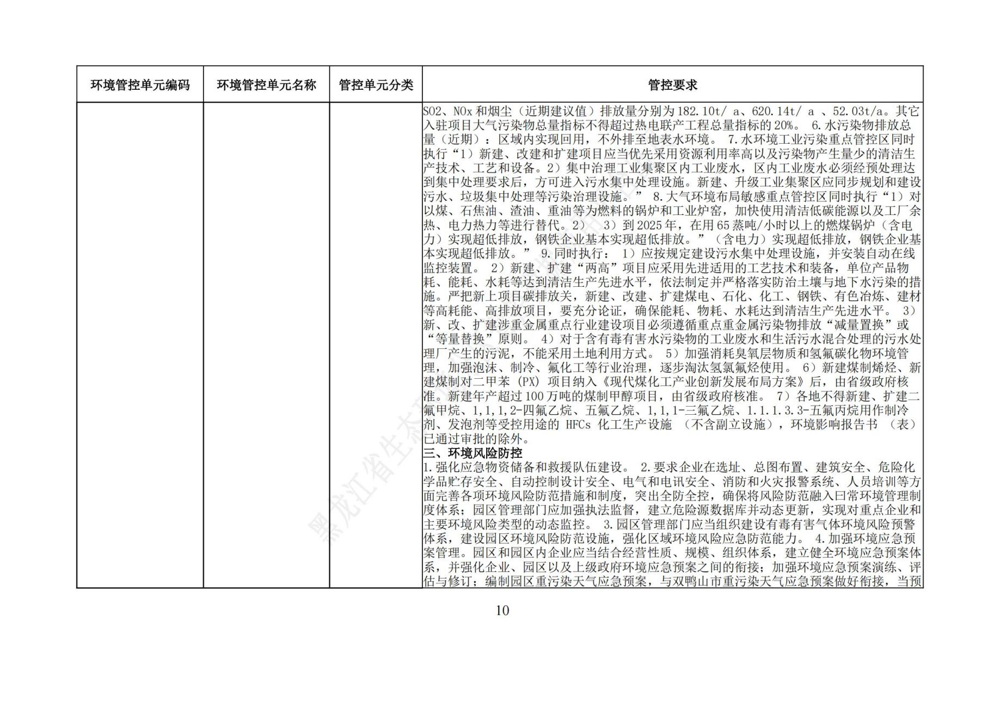 环境管控单元编码 环境管控单元名称 管控单元分类 管控要求
SO2、NOx 和烟尘（近期建议值）排放量分别为 182.10t/ a、620.14t/ a 、52.03t/a。其它
入驻项目大气污染物总量指标不得超过热电联产工程总量指标的 20%。 6.水污染物排放总
量（近期）：区域内实现回用，不外排至地表水环境。 7.水环境工业污染重点管控区同时
执行“1）新建、改建和扩建项目应当优先采用资源利用率高以及污染物产生量少的清洁生
产技术、工艺和设备。2）集中治理工业集聚区内工业废水，区内工业废水必须经预处理达
到集中处理要求后，方可进入污水集中处理设施。新建、升级工业集聚区应同步规划和建设
污水、垃圾集中处理等污染治理设施。” 8.大气环境布局敏感重点管控区同时执行“1）对
以煤、石焦油、渣油、重油等为燃料的锅炉和工业炉窑，加快使用清洁低碳能源以及工厂余
热、电力热力等进行替代。2） 3）到 2025 年，在用 65 蒸吨/小时以上的燃煤锅炉（含电
力）实现超低排放，钢铁企业基本实现超低排放。”（含电力）实现超低排放，钢铁企业基
本实现超低排放。” 9.同时执行： 1）应按规定建设污水集中处理设施，并安装自动在线
监控装置。 2）新建、扩建“两高”项目应采用先进适用的工艺技术和装备，单位产品物
耗、能耗、水耗等达到清洁生产先进水平，依法制定并严格落实防治土壤与地下水污染的措
施。严把新上项目碳排放关，新建、改建、扩建煤电、石化、化工、钢铁、有色冶炼、建材
等高耗能、高排放项目，要充分论证，确保能耗、物耗、水耗达到清洁生产先进水平。 3）
新、改、扩建涉重金属重点行业建设项目必须遵循重点重金属污染物排放“减量置换”或
“等量替换”原则。 4）对于含有毒有害水污染物的工业废水和生活污水混合处理的污水处
理厂产生的污泥，不能采用土地利用方式。 5）加强消耗臭氧层物质和氢氟碳化物环境管
理，加强泡沫、制冷、氟化工等行业治理，逐步淘汰氢氯氟烃使用。 6）新建煤制烯烃、新
建煤制对二甲苯 (PX) 项目纳入《现代煤化工产业创新发展布局方案》后，由省级政府核
准。新建年产超过 100 万吨的煤制甲醇项目，由省级政府核准。 7）各地不得新建、扩建二
氟甲烷、1,1,1,2-四氟乙烷、五氟乙烷、1,1,1-三氟乙烷、1.1.1.3.3-五氟丙烷用作制冷
剂、发泡剂等受控用途的 HFCs 化工生产设施 （不含副立设施），环境影响报告书 （表）
已通过审批的除外。
三、环境风险防控
1.强化应急物资储备和救援队伍建设。 2.要求企业在选址、总图布置、建筑安全、危险化
学品贮存安全、自动控制设计安全、电气和电讯安全、消防和火灾报警系统、人员培训等方
面完善各项环境风险防范措施和制度，突出全防全控，确保将风险防范融入日常环境管理制
度体系；园区管理部门应加强执法监督，建立危险源数据库并动态更新，实现对重点企业和
主要环境风险类型的动态监控。 3.园区管理部门应当组织建设有毒有害气体环境风险预警
体系，建设园区环境风险防范设施，强化区域环境风险应急防范能力。 4.加强环境应急预
案管理。园区和园区内企业应当结合经营性质、规模、组织体系，建立健全环境应急预案体
系，并强化企业、园区以及上级政府环境应急预案之间的衔接；加强环境应急预案演练、评
估与修订；编制园区重污染天气应急预案，与双鸭山市重污染天气应急预案做好衔接，当预
10
黑龙江省生态